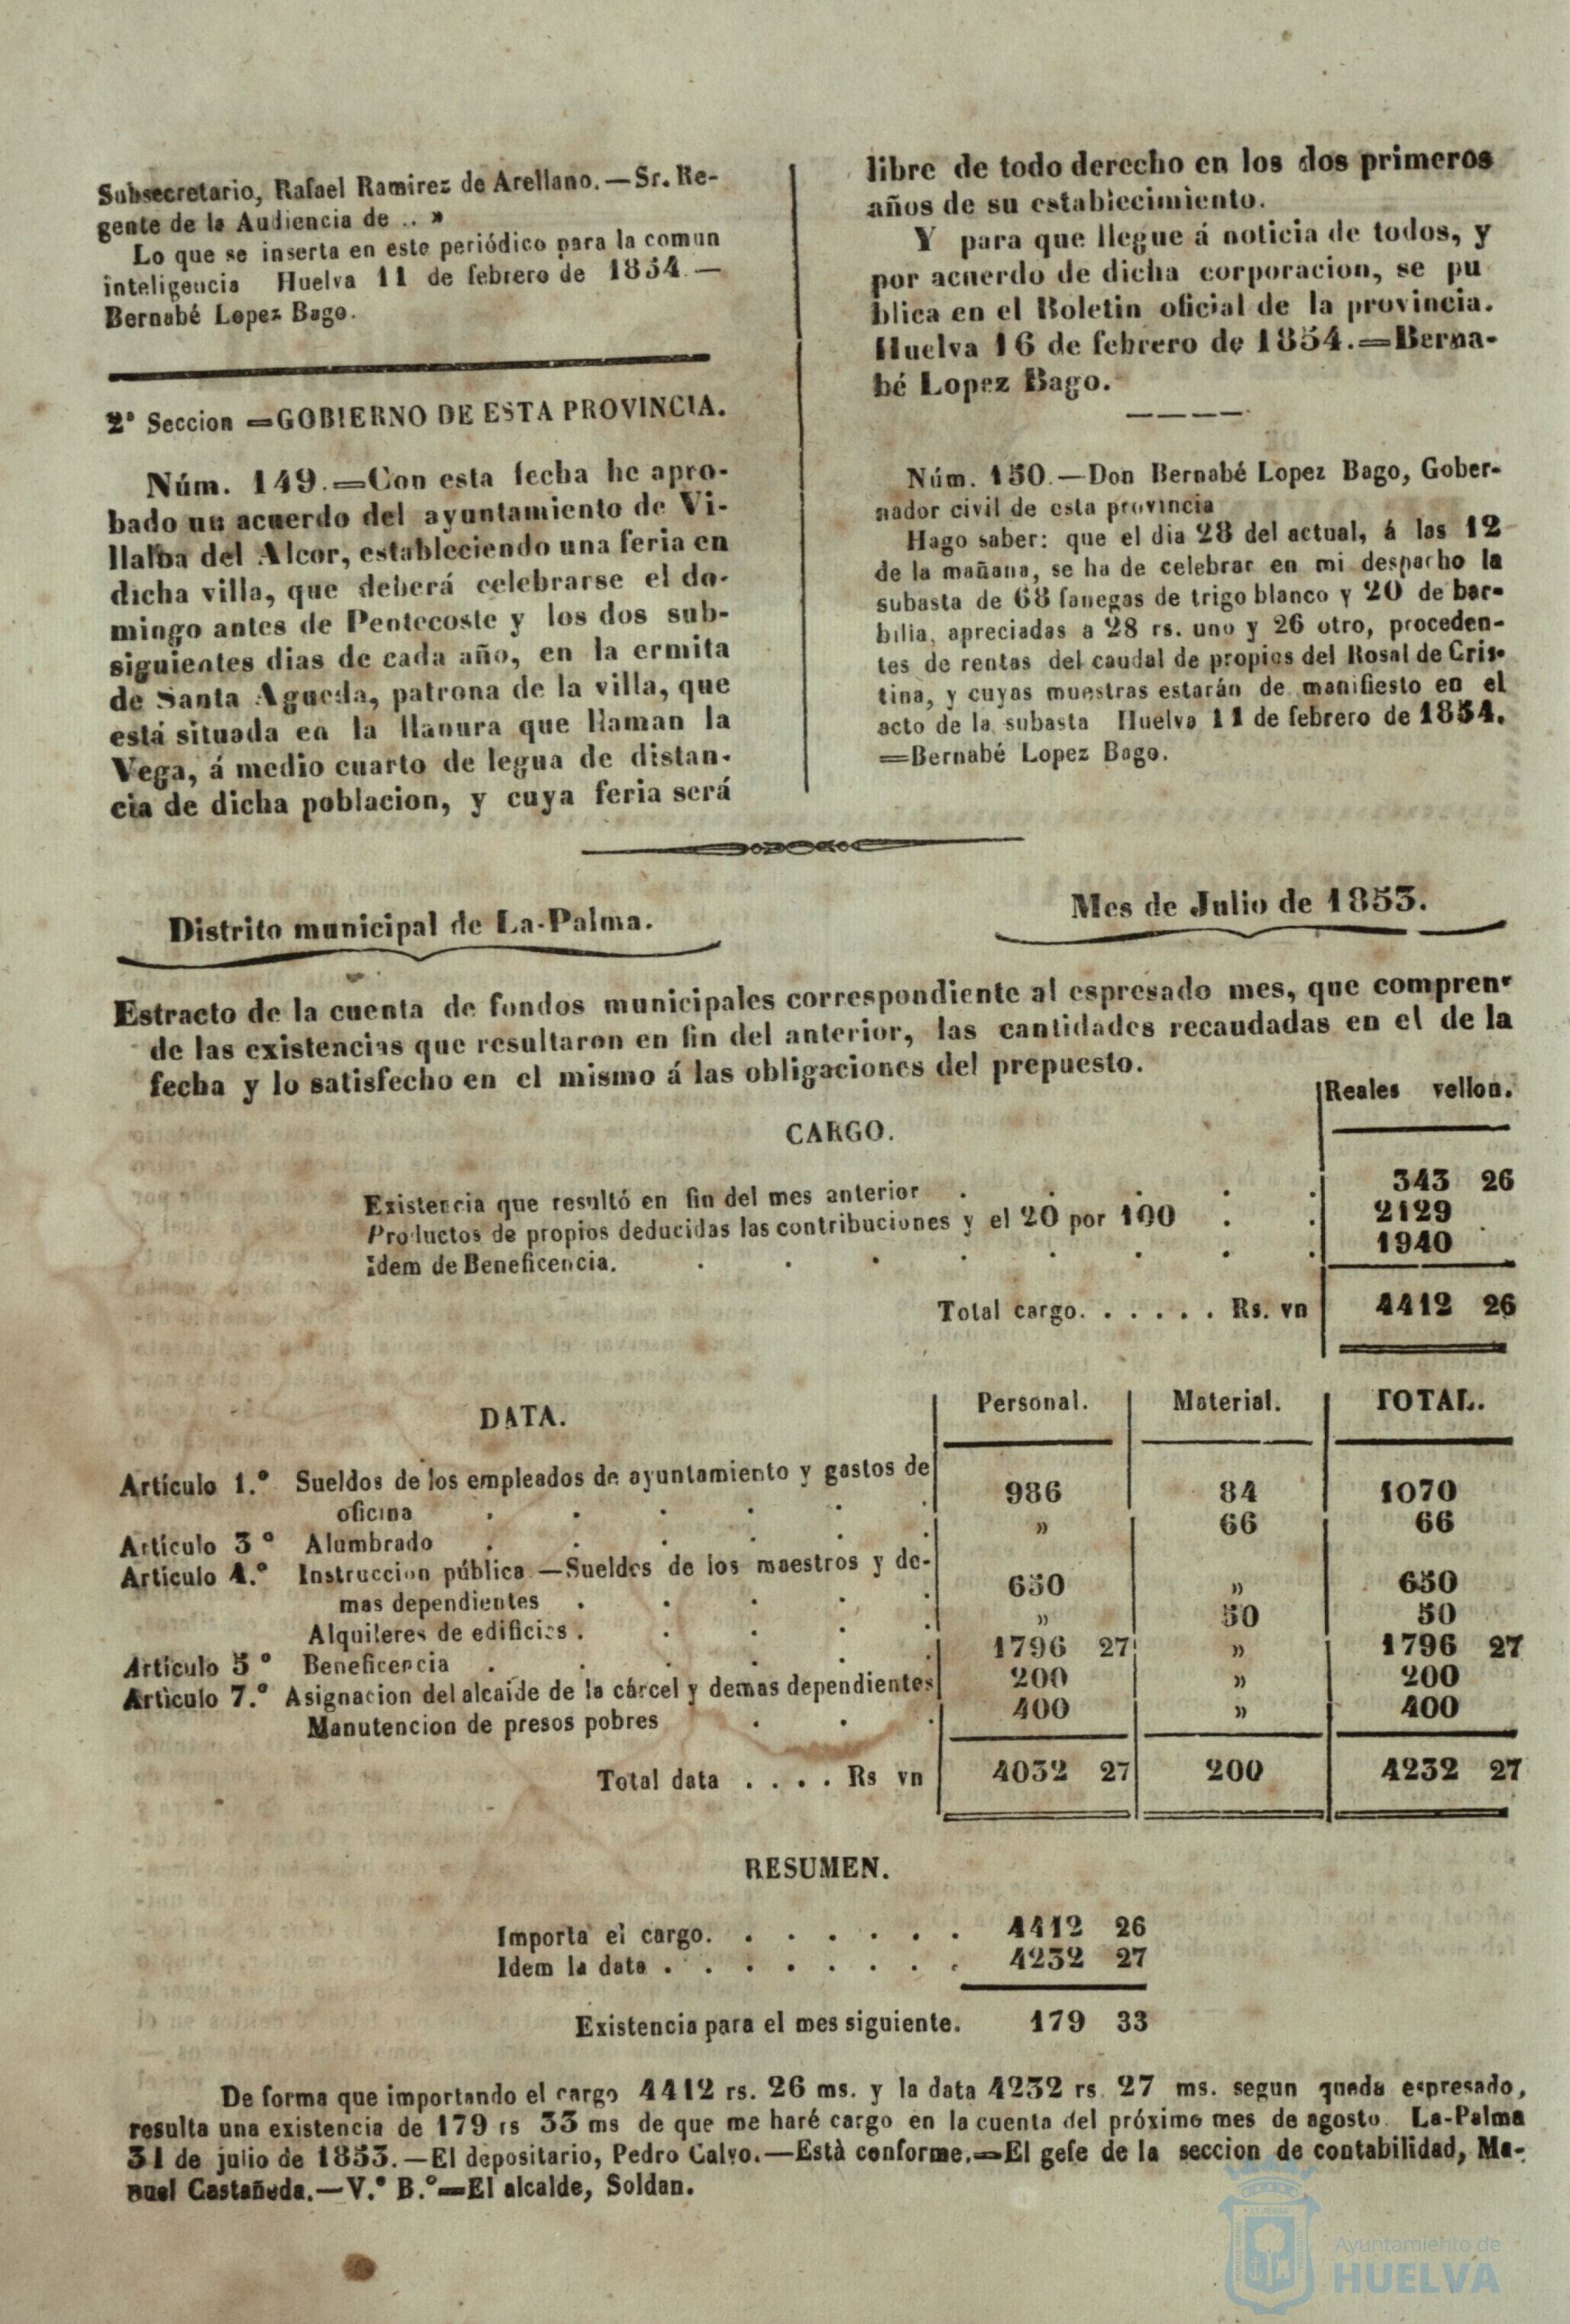 Subsecretario, Rafael Ramirez de Arellano.—Sr. Re-
gente de la Audiencia de .. »
Lo que se inserta en este periódico para la comun
inteligencia Huelva 11 de febrero de 1854.—
Bernabé Lopez Bago.
2ª Seccion =GOBIERNO DE ESTA PROVINCIA.
Núm. 149.=Con esta fecha he apro-
bado un acuerdo del ayuntamiento de Vi-
llalba del Alcor, estableciendo una feria en
dicha villa, que deberá celebrarse el do-
mingo antes de Pentecoste y los dos sub-
siguientes dias de cada año, en la ermita
de Santa Agueda, patrona de la villa, que
está situada en la llanura que llaman la
Vega, á medio cuarto de legua de distan-
cia de dicha poblacion, y cuya feria será
libre de todo derecho en los dos primeros
años de su establecimiento.
Y para que llegue á noticia de todos, y
por acuerdo de dicha corporacion, se pu
blica en el Boletin oficial de la provincia.
Huelva 16 de febrero de 1854.=Berna-
bé Lopez Bago.
Núm. 150.—Don Bernabé Lopez Bago, Gober-
nador civil de esta provincia
Hago saber: que el dia 28 del actual, á las 12
de la mañana, se ha de celebrar en mi despacho la
subasta de 68 fanegas de trigo blanco y 20 de bar-
bilia, apreciadas a 28 rs. uno y 26 otro, proceden-
tes de rentas del caudal de propios del Rosal de Cris-
tina, y cuyas muestras estarán de manifiesto en el
acto de la subasta Huelva 11 de febrero de 1854.
=Bernabé Lopez Bago.
Distrito municipal de La-Palma.
Mes de Julio de 1853.
Estracto de la cuenta de fondos municipales correspondiente al espresado mes, que compren-
de las existencias que resultaron en fin del anterior, las cantidades recaudadas en el de la
fecha y lo satisfecho en el mismo á las obligaciones del prepuesto.
Reales vellon.
CARGO.
Existencia que resultó en fin del mes anterior . . . . . 343 26
Productos de propios deducidas las contribuciones y el 20 por 100 . . 2129
Idem de Beneficencia. . . . . . . . . 1940
Total cargo. . . . . . Rs. vn 4412 26
DATA. Personal. Material. TOTAL.
Artículo 1.º Sueldos de los empleados de ayuntamiento y gastos de
oficina . . . . . . 986 84 1070
Artículo 3 º Alumbrado . . . . . . » 66 66
Artículo 4.º Instruccion pública —Sueldos de los maestros y de-
mas dependientes . . . . . 650 » 650
Alquileres de edificios . . . . . » 50 50
Artículo 5 º Beneficencia . . . . . . 1796 27 » 1796 27
Artículo 7.º Asignacion del alcaide de la cárcel y demas dependientes 200 » 200
Manutencion de presos pobres . . . 400 » 400
Total data . . . . Rs vn 4032 27 200 4232 27
RESUMEN.
Importa el cargo. . . . . . . 4412 26
Idem la data . . . . . . . . 4232 27
Existencia para el mes siguiente. 179 33
De forma que importando el cargo 4412 rs. 26 ms. y la data 4232 rs. 27 ms. segun queda espresado,
resulta una existencia de 179 rs 33 ms de que me haré cargo en la cuenta del próximo mes de agosto. La-Palma
31 de julio de 1853.—El depositario, Pedro Calvo.—Està conforme.=El gefe de la seccion de contabilidad, Ma-
nuel Castañeda.—V.º B.º=El alcalde, Soldan.
Ayuntamiento de
HUELVA